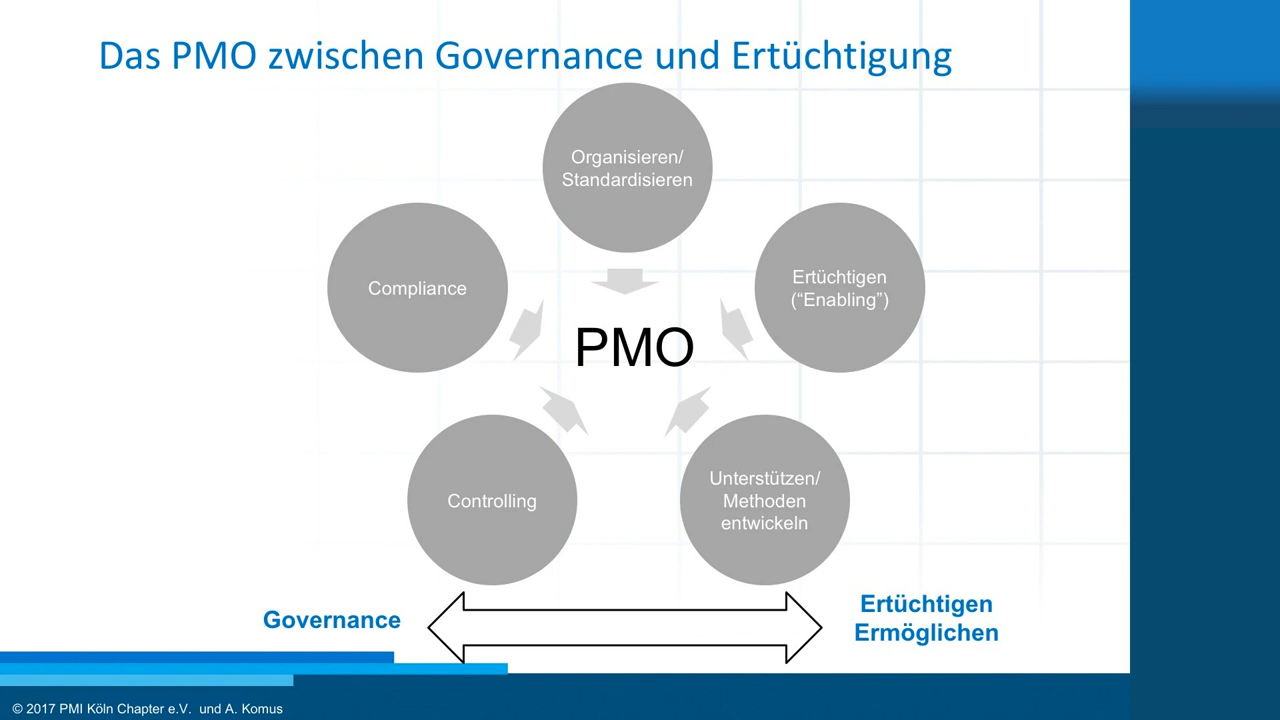 Das PMO zwischen Governance und Ertüchtigung
Organisieren/
Standardisieren
Compliance
Ertüchtigen
(“Enabling”)
PMO
Controlling
Unterstützen/
Methoden
entwickeln
Governance
Ertüchtigen
Ermöglichen
© 2017 PMI Köln Chapter e.V. und A. Komus